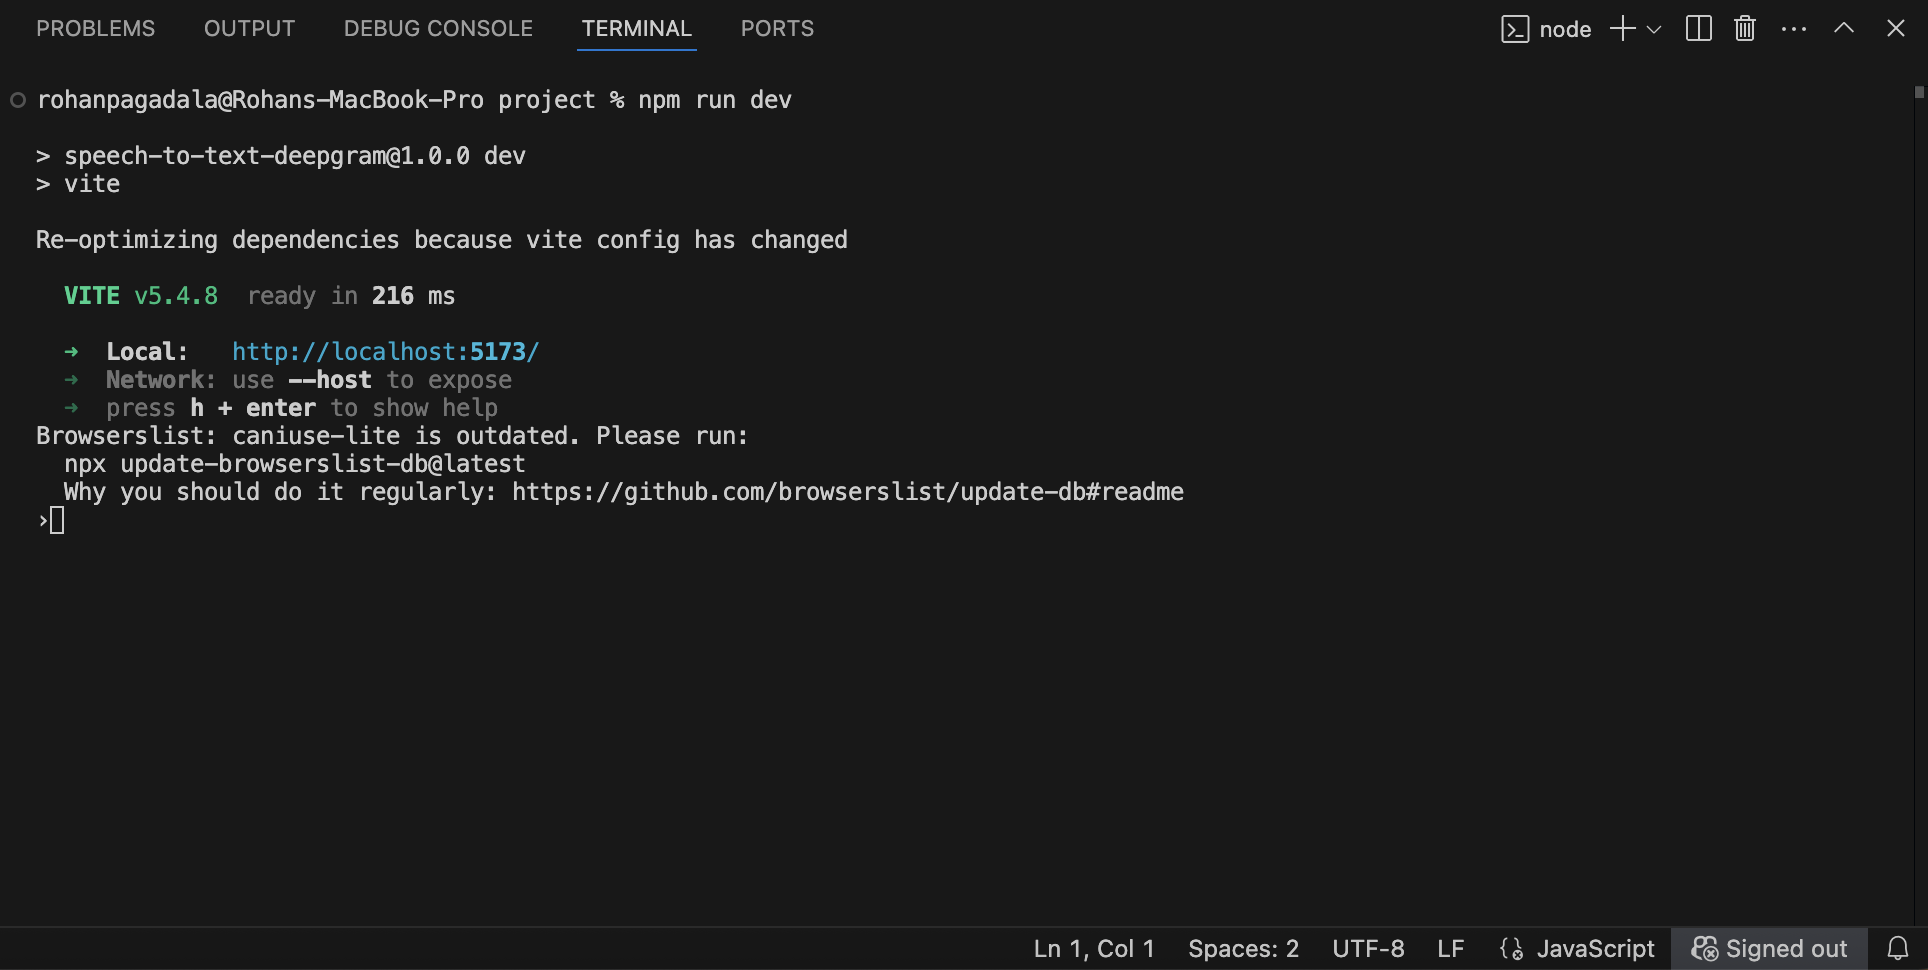 PROBLEMS OUTPUT DEBUG CONSOLE TERMINAL PORTS node
rohanpagadala@Rohans-MacBook-Pro project % npm run dev
> speech-to-text-deepgram@1.0.0 dev
> vite
Re-optimizing dependencies because vite config has changed
VITE v5.4.8 ready in 216 ms
➜ Local: http://localhost:5173/
➜ Network: use --host to expose
➜ press h + enter to show help
Browserslist: caniuse-lite is outdated. Please run:
npx update-browserslist-db@latest
Why you should do it regularly: https://github.com/browserslist/update-db#readme
›
Ln 1, Col 1 Spaces: 2 UTF-8 LF JavaScript Signed out